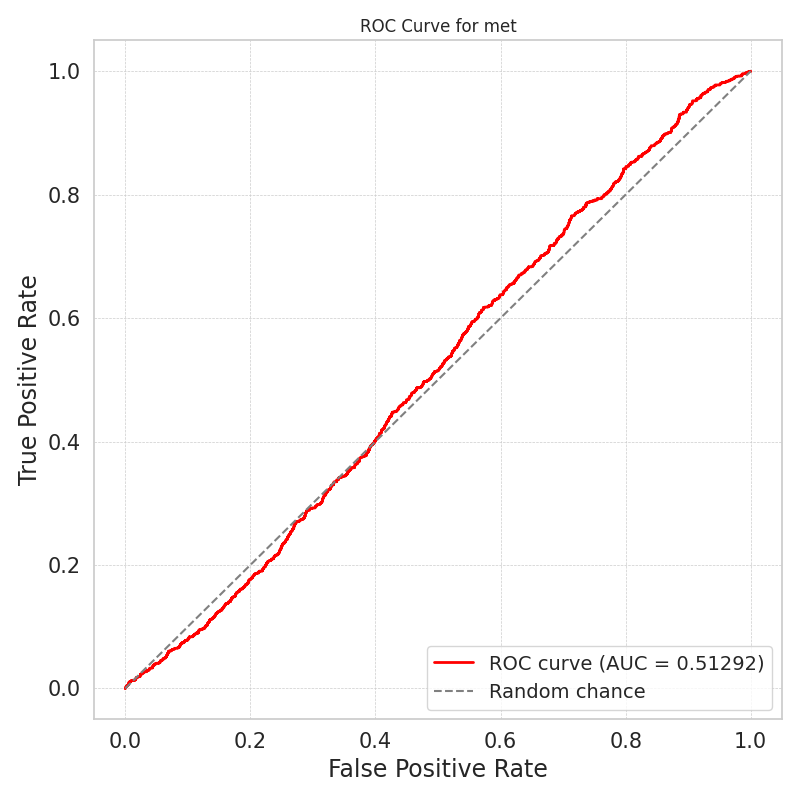 ROC Curve for met
True Positive Rate
1.0
0.8
0.6
0.4
0.2
0.0
ROC curve (AUC = 0.51292)
Random chance
0.0 0.2 0.4 0.6 0.8 1.0
False Positive Rate